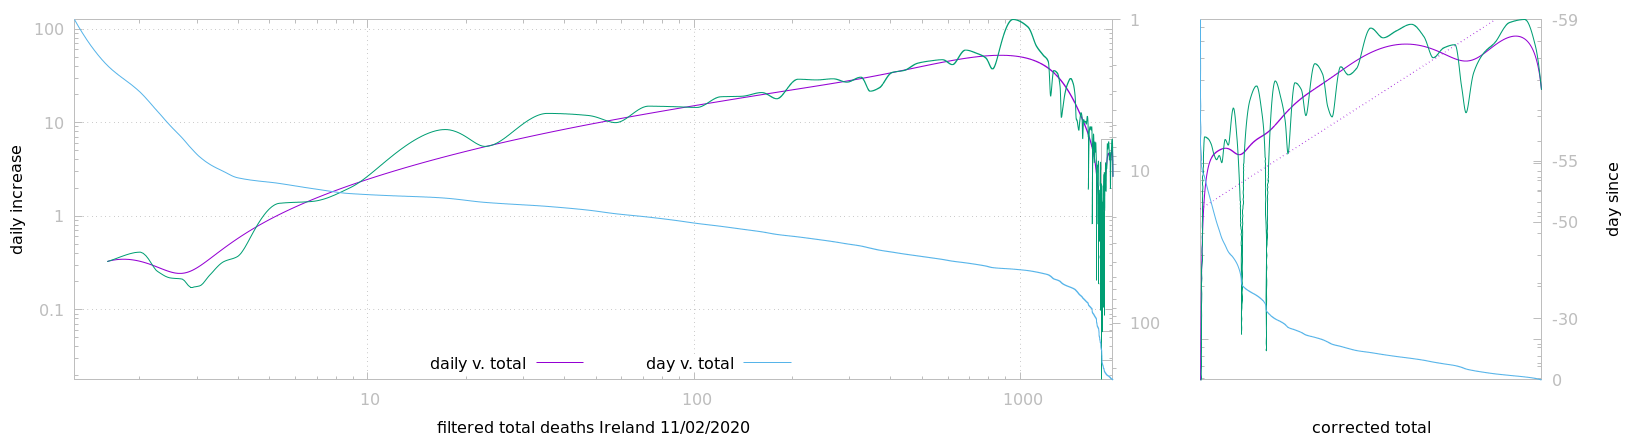 100
10
1
0.1
daily increase
daily v. total
day v. total
10
100
1000
filtered total deaths Ireland 11/02/2020
1
10
100
-59
-55
-50
-30
0
day since
corrected total